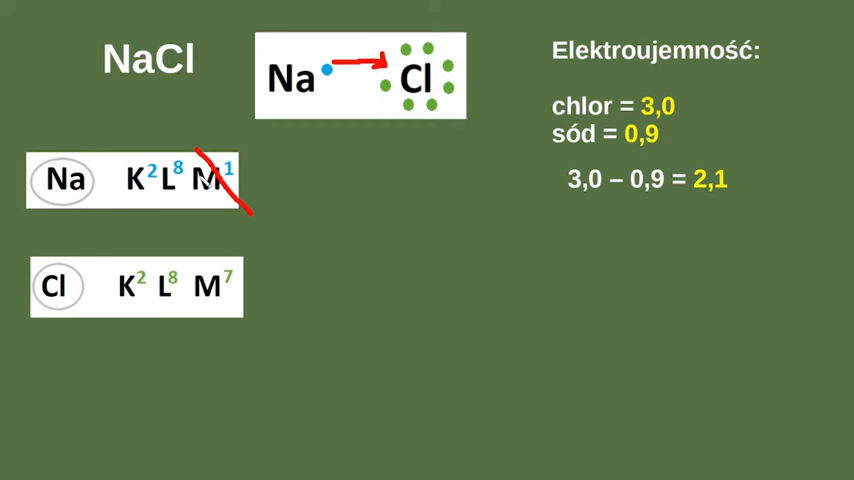 NaCl
Na Cl
Elektroujemność:
chlor = 3,0
sód = 0,9
3,0 – 0,9 = 2,1
Na K² L⁸ M¹
Cl K² L⁸ M⁷